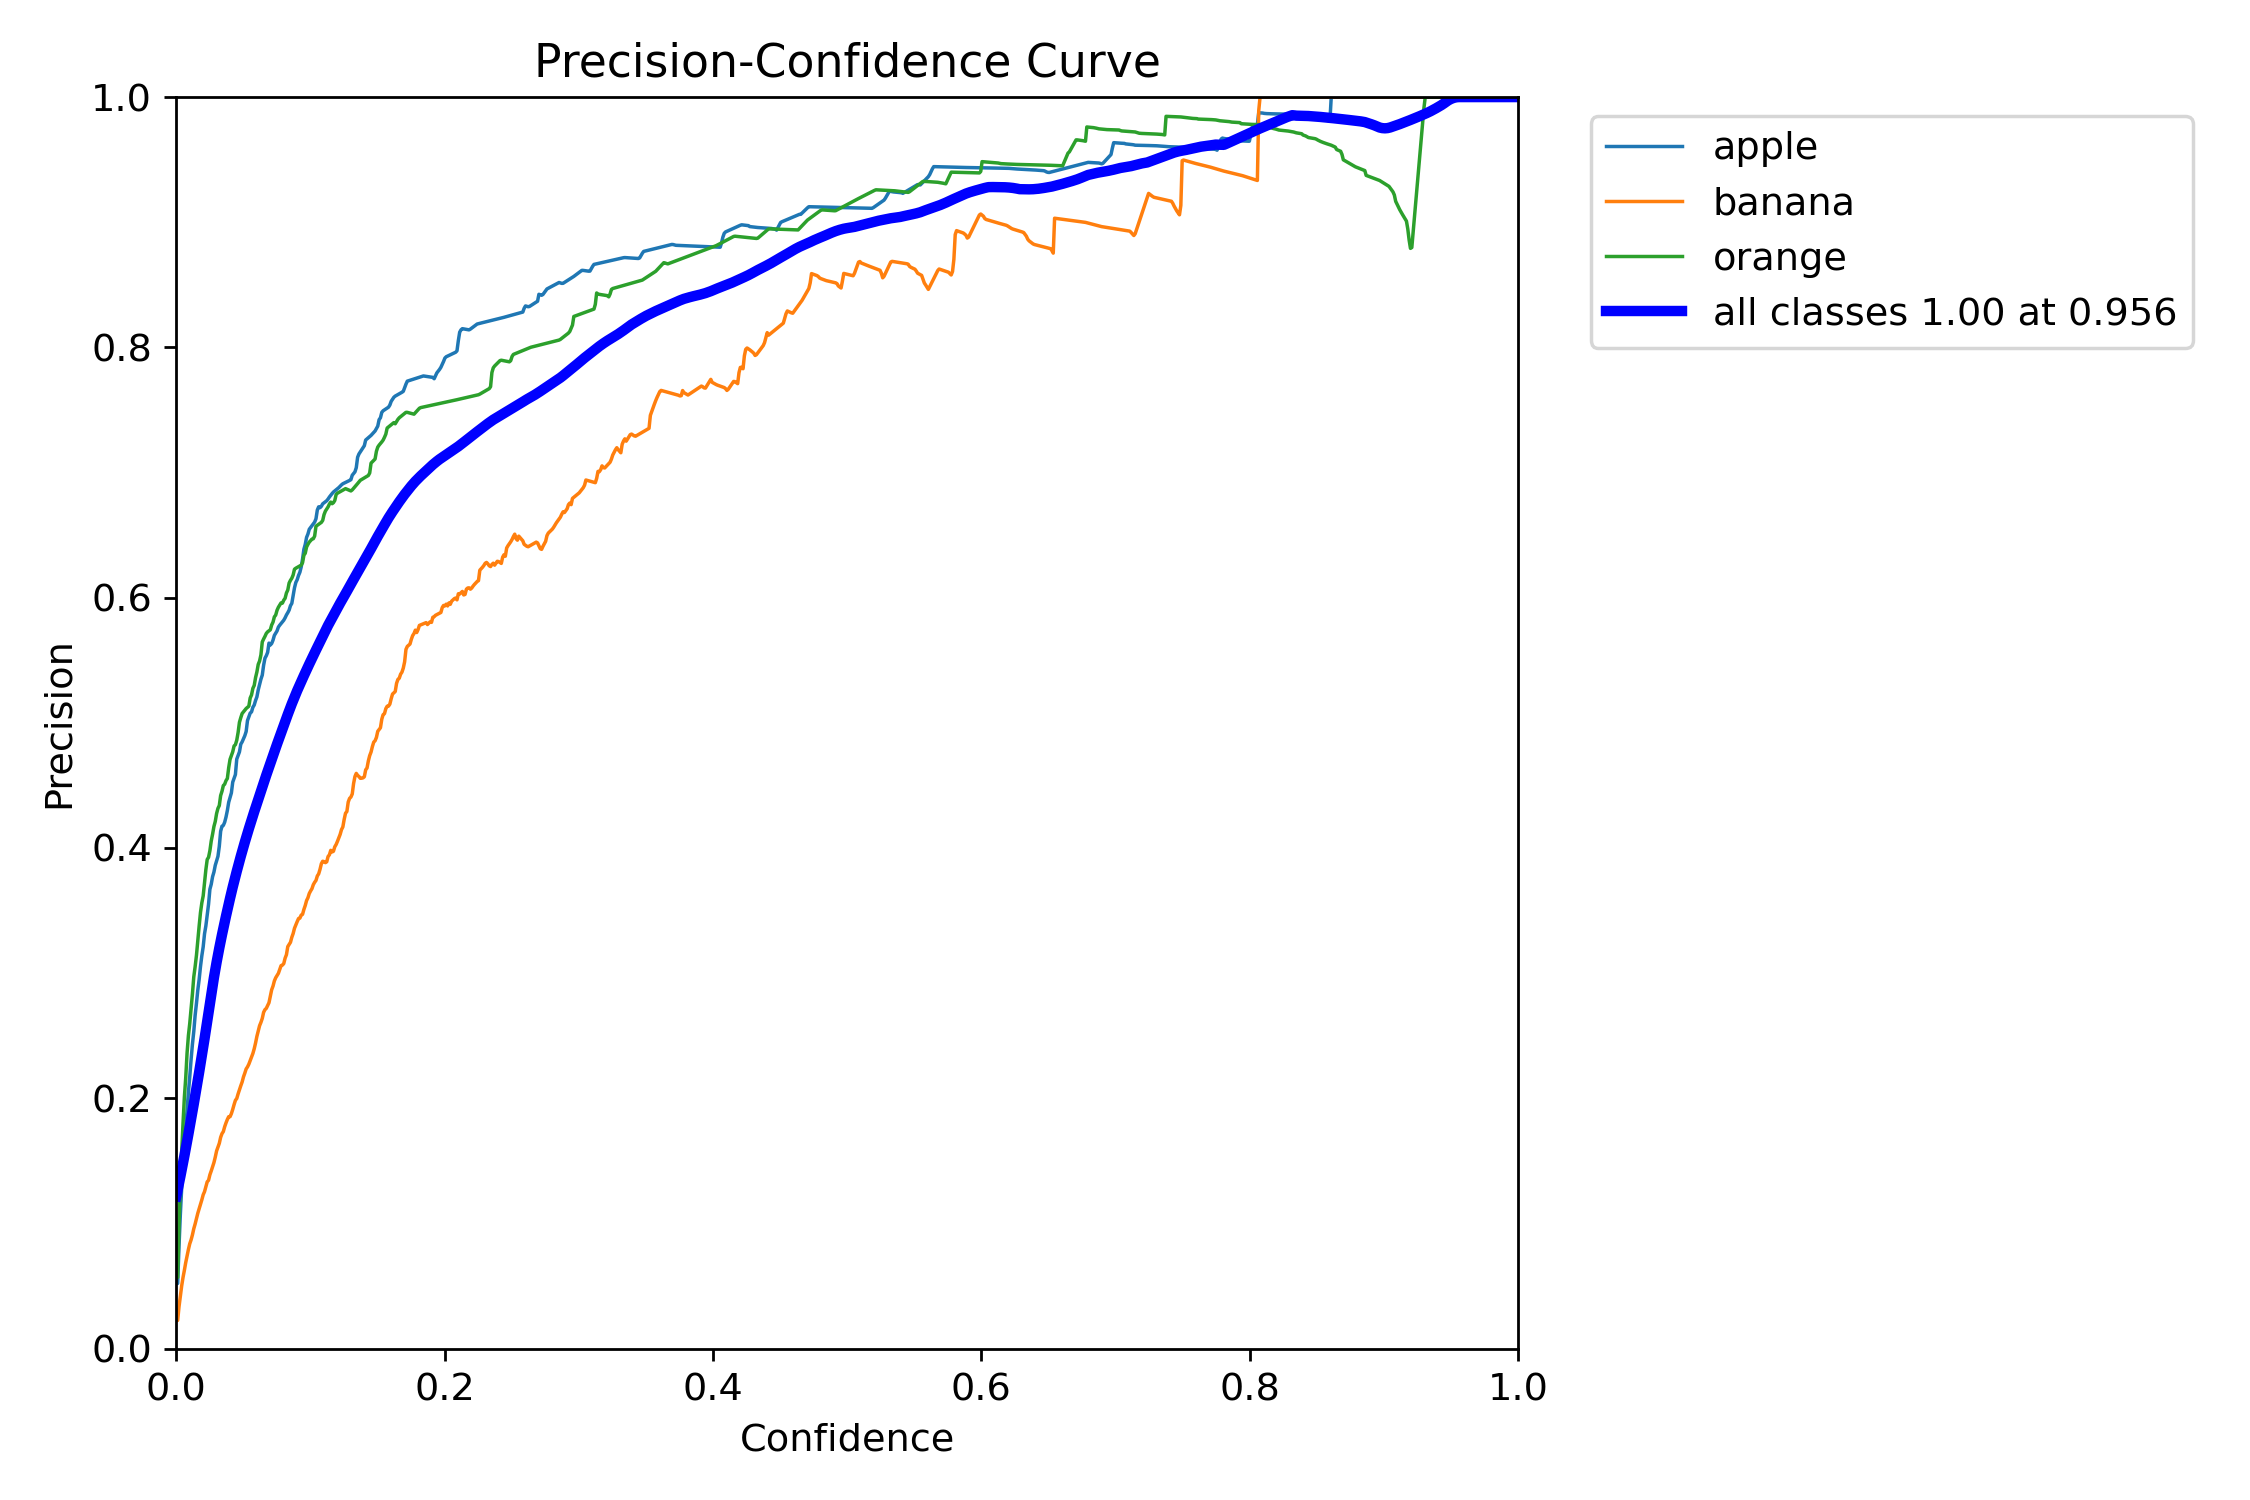 Precision-Confidence Curve
1.0
0.8
0.6
0.4
0.2
0.0
Precision
0.0 0.2 0.4 0.6 0.8 1.0
Confidence
apple
banana
orange
all classes 1.00 at 0.956